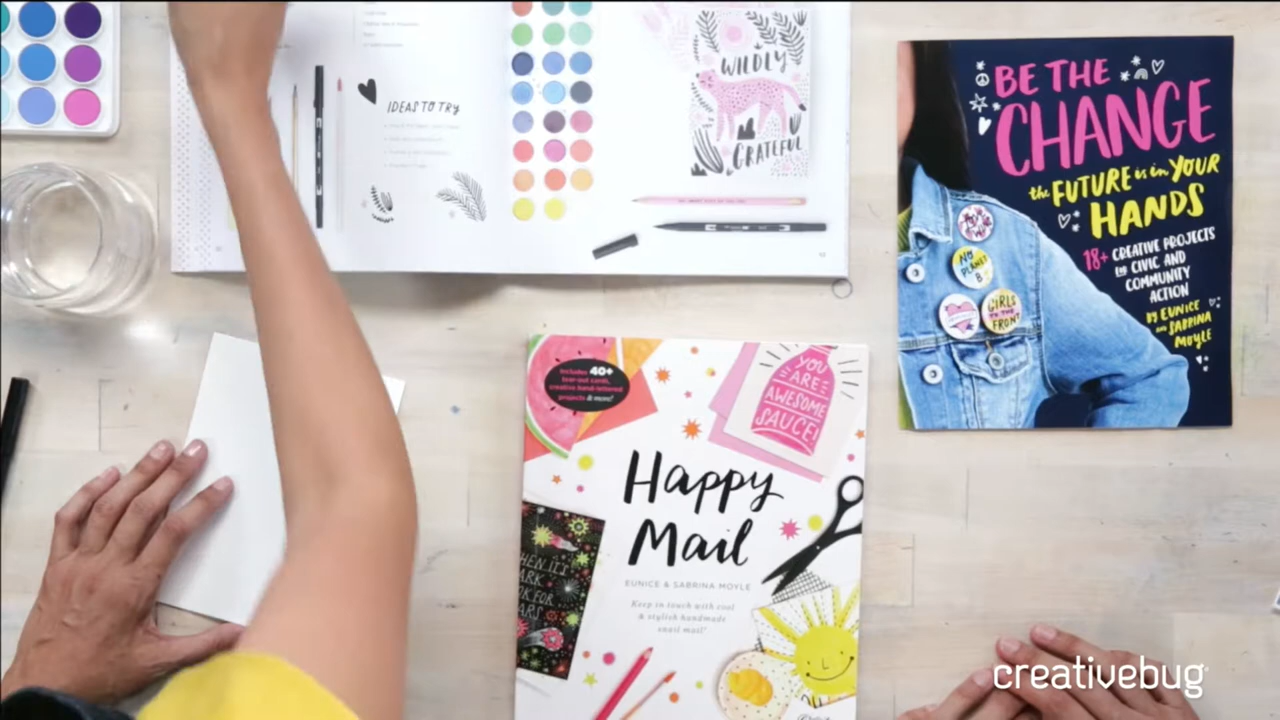 IDEAS TO TRY
WILDLY
GRATEFUL
BE THE
CHANGE
the FUTURE is in YOUR
HANDS
18+ CREATIVE PROJECTS
for CIVIC AND
COMMUNITY
ACTION
BY EUNICE
AND SABRINA
MOYLE
NO
PLANET
B
GIRLS
TO THE
FRONT
Includes 40+
tear-out cards,
creative hand-lettered
projects & more!
YOU
ARE
AWESOME
SAUCE!
Happy
Mail
EUNICE & SABRINA MOYLE
Keep in touch with cool
& stylish handmade
snail mail!
creativebug